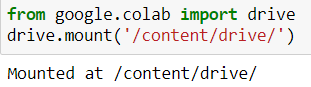 from google.colab import drive
drive.mount('/content/drive/')
Mounted at /content/drive/